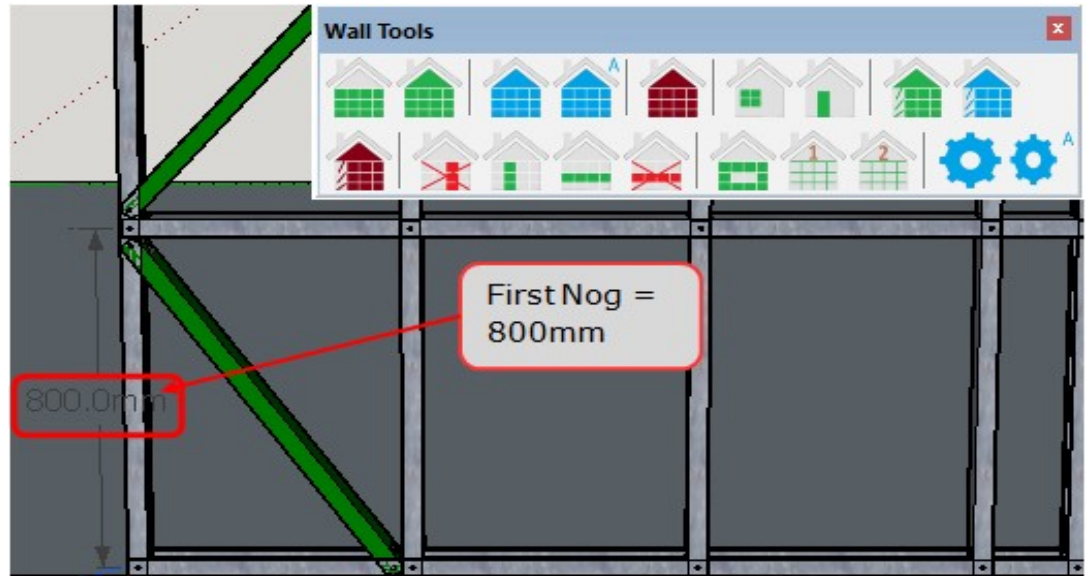 Wall Tools
A
1
2
A
First Nog =
800mm
800.0mm